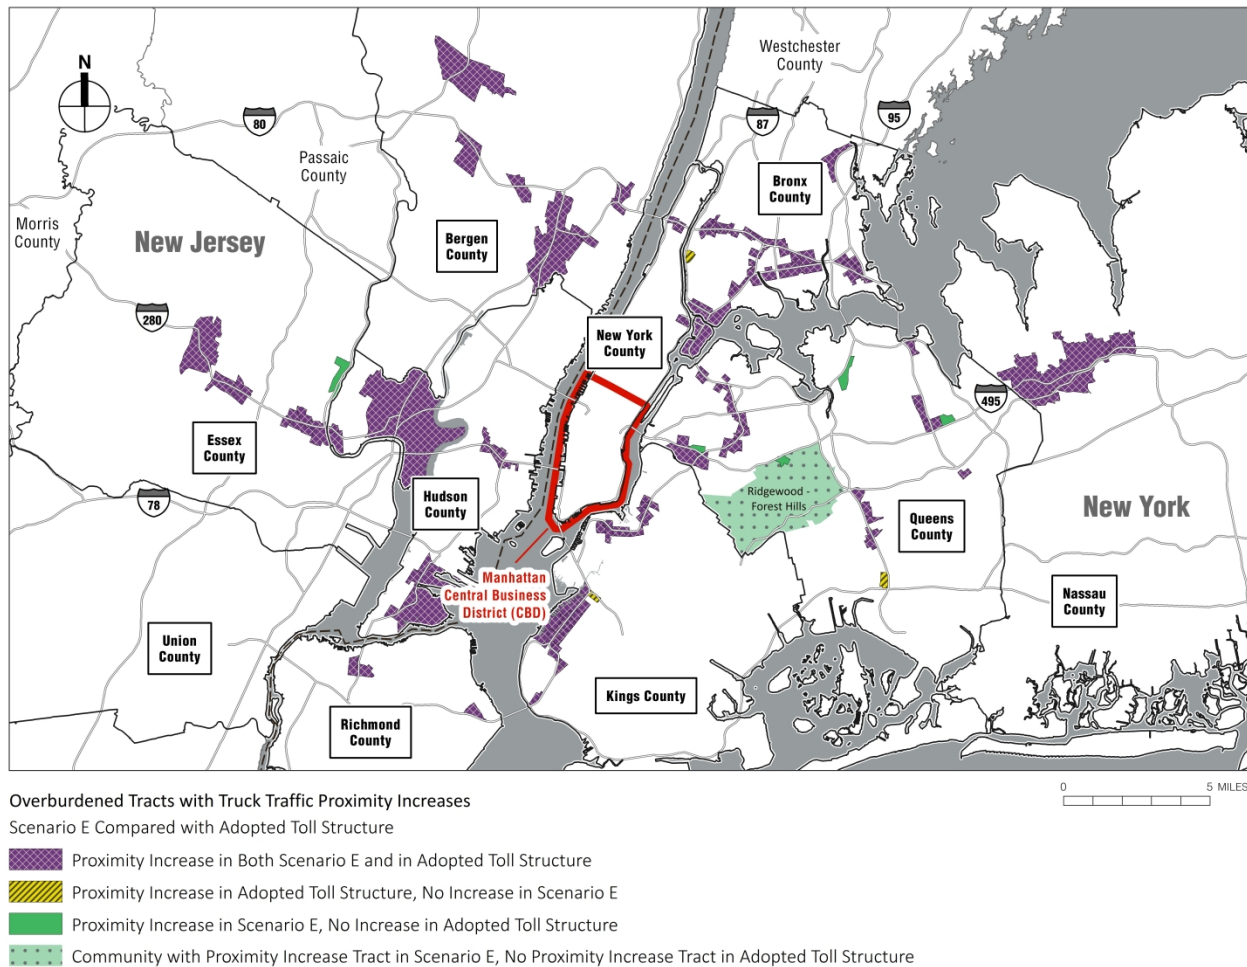 Westchester
County
N
80
87
95
Passaic
County
Bronx
County
Morris
County
New Jersey
Bergen
County
280
New York
County
495
Essex
County
Ridgewood -
Forest Hills
78
Hudson
County
Queens
County
New York
Manhattan
Central Business
District (CBD)
Nassau
County
Union
County
Kings County
Richmond
County
0 5 MILES
Overburdened Tracts with Truck Traffic Proximity Increases
Scenario E Compared with Adopted Toll Structure
Proximity Increase in Both Scenario E and in Adopted Toll Structure
Proximity Increase in Adopted Toll Structure, No Increase in Scenario E
Proximity Increase in Scenario E, No Increase in Adopted Toll Structure
Community with Proximity Increase Tract in Scenario E, No Proximity Increase Tract in Adopted Toll Structure